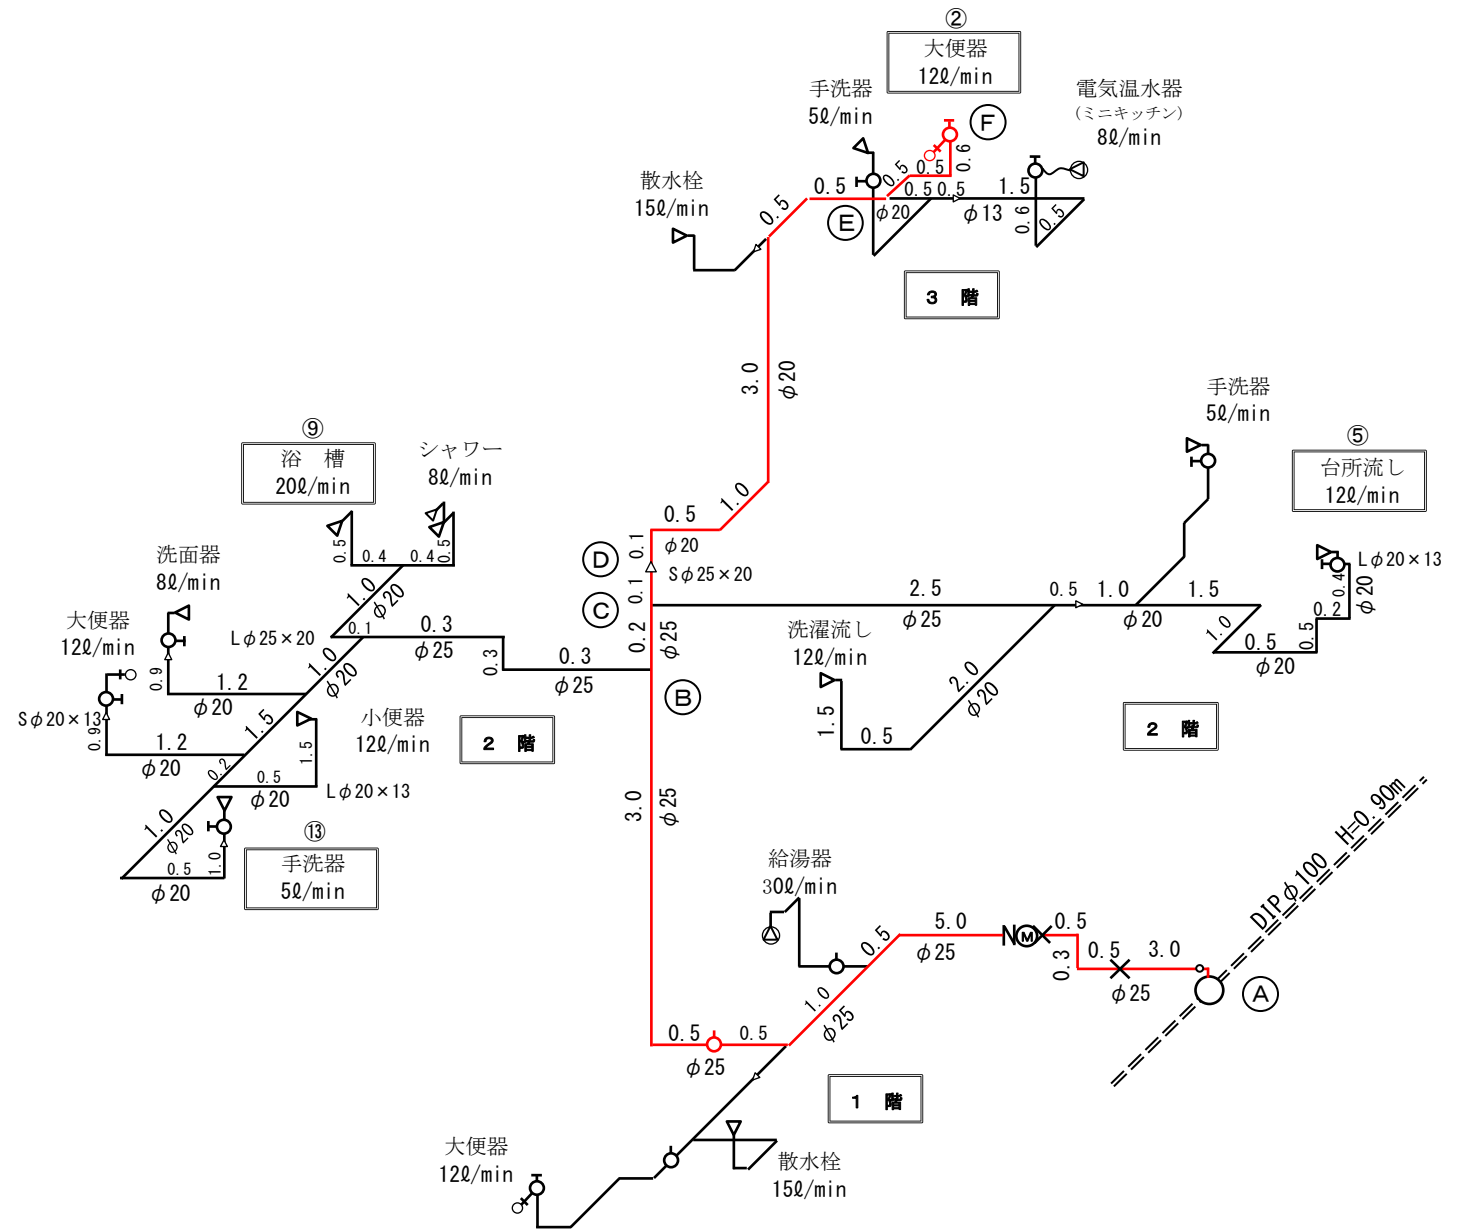 ②
大便器
12ℓ/min
手洗器
5ℓ/min
電気温水器
(ミニキッチン)
8ℓ/min
F
0.6
0.5
0.5
散水栓
15ℓ/min
0.5
0.5
φ20
0.5
0.5
1.5
φ13
0.6
0.5
E
3 階
3.0
φ20
手洗器
5ℓ/min
⑨
浴 槽
20ℓ/min
シャワー
8ℓ/min
⑤
台所流し
12ℓ/min
1.0
0.5
φ20
0.1
D
Sφ25×20
0.1
C
0.2
φ25
2.5
φ25
0.5
1.0
φ20
1.5
1.0
0.5
φ20
0.5
0.2
0.4
φ20
Lφ20×13
0.5
0.4
0.4
0.5
1.0
φ20
洗面器
8ℓ/min
大便器
12ℓ/min
Lφ25×20
0.1
0.3
φ25
0.3
0.3
φ25
B
1.0
φ20
0.9
1.2
φ20
Sφ20×13
0.9
1.2
φ20
1.5
小便器
12ℓ/min
1.5
0.2
0.5
φ20
Lφ20×13
2 階
洗濯流し
12ℓ/min
1.5
0.5
2.0
φ20
2 階
1.0
φ20
0.5
φ20
1.0
⑬
手洗器
5ℓ/min
3.0
φ25
給湯器
30ℓ/min
0.5
5.0
φ25
N
M
0.5
0.3
0.5
3.0
φ25
A
DIPφ100 H=0.90m
1.0
φ25
0.5
0.5
φ25
1 階
大便器
12ℓ/min
散水栓
15ℓ/min